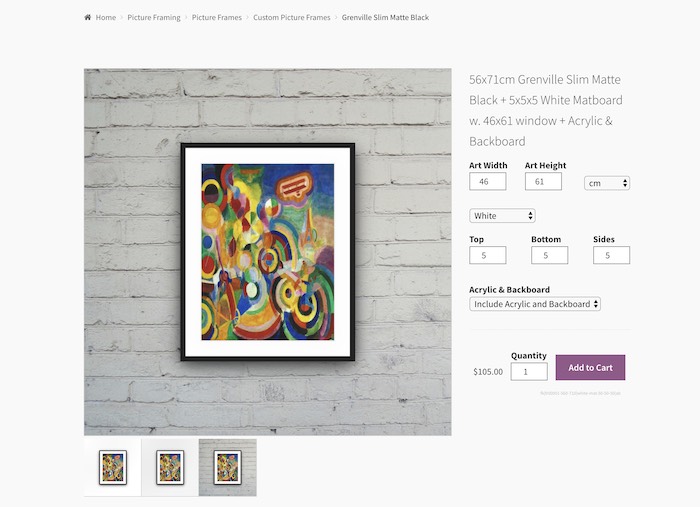 Home > Picture Framing > Picture Frames > Custom Picture Frames > Grenville Slim Matte Black
56x71cm Grenville Slim Matte
Black + 5x5x5 White Matboard
w. 46x61 window + Acrylic &
Backboard
Art Width Art Height
46 61 cm
White
Top Bottom Sides
5 5 5
Acrylic & Backboard
Include Acrylic and Backboard
Quantity
$105.00 1 Add to Cart